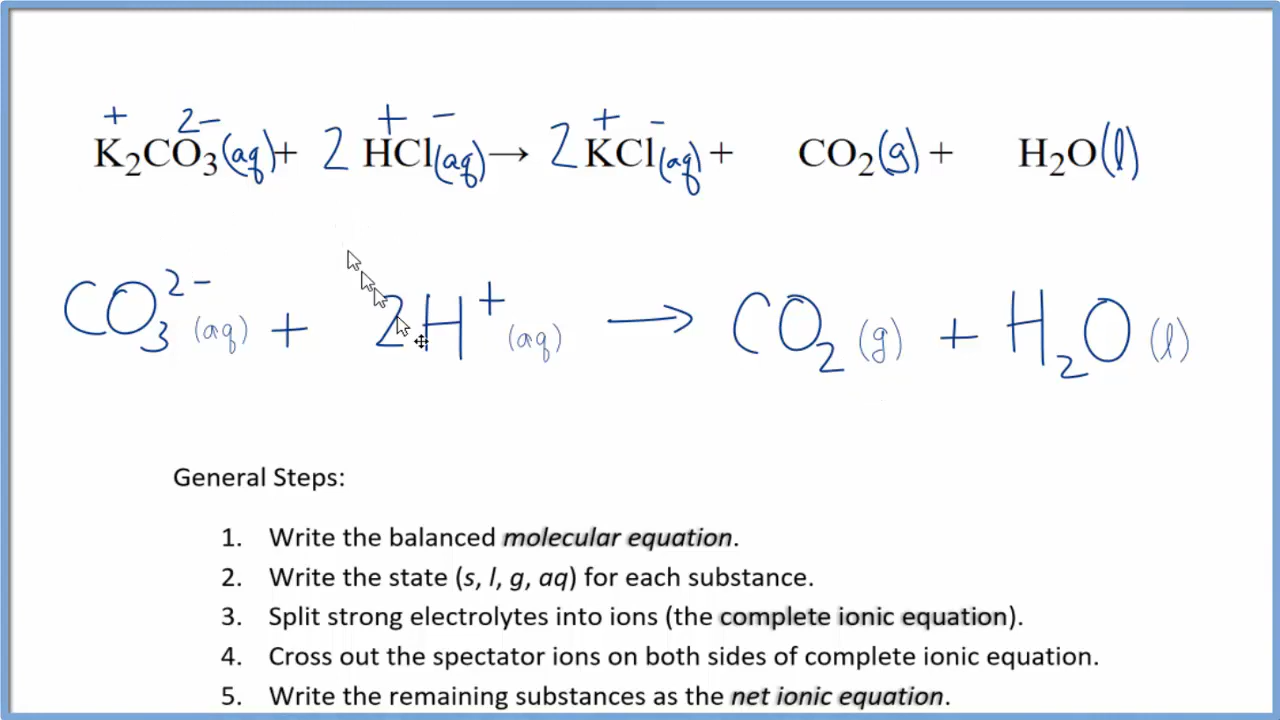 + 2− + − + −
K₂CO₃(aq) + 2 HCl(aq) → 2 KCl(aq) + CO₂(g) + H₂O(l)
CO₃²⁻(aq) + 2H⁺(aq) → CO₂(g) + H₂O(l)
General Steps:
1. Write the balanced molecular equation.
2. Write the state (s, l, g, aq) for each substance.
3. Split strong electrolytes into ions (the complete ionic equation).
4. Cross out the spectator ions on both sides of complete ionic equation.
5. Write the remaining substances as the net ionic equation.